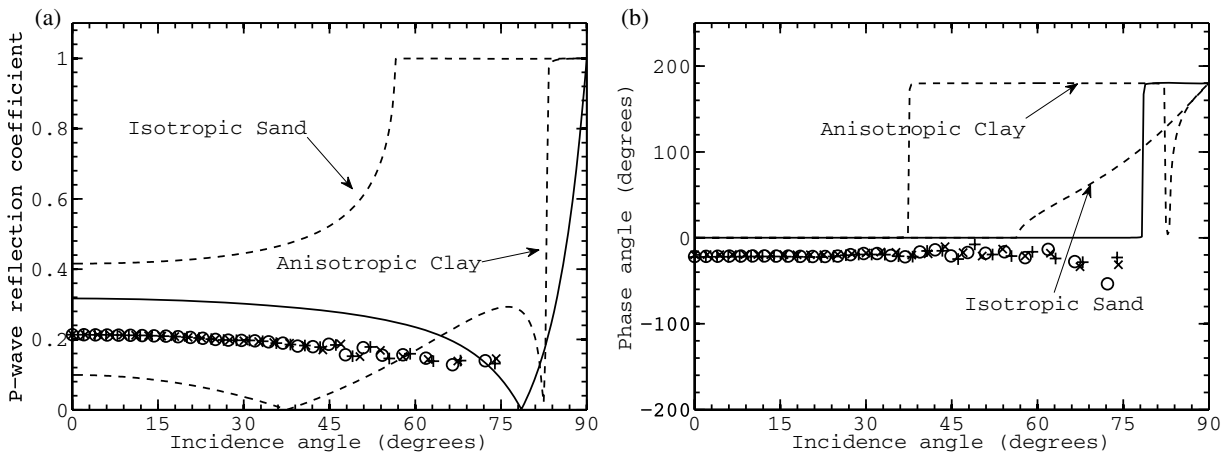 (a)
P-wave reflection coefficient
1
0.8
0.6
0.4
0.2
0
Isotropic Sand
Anisotropic Clay
0 15 30 45 60 75 90
Incidence angle (degrees)
(b)
Phase angle (degrees)
200
100
0
−100
−200
Anisotropic Clay
Isotropic Sand
0 15 30 45 60 75 90
Incidence angle (degrees)